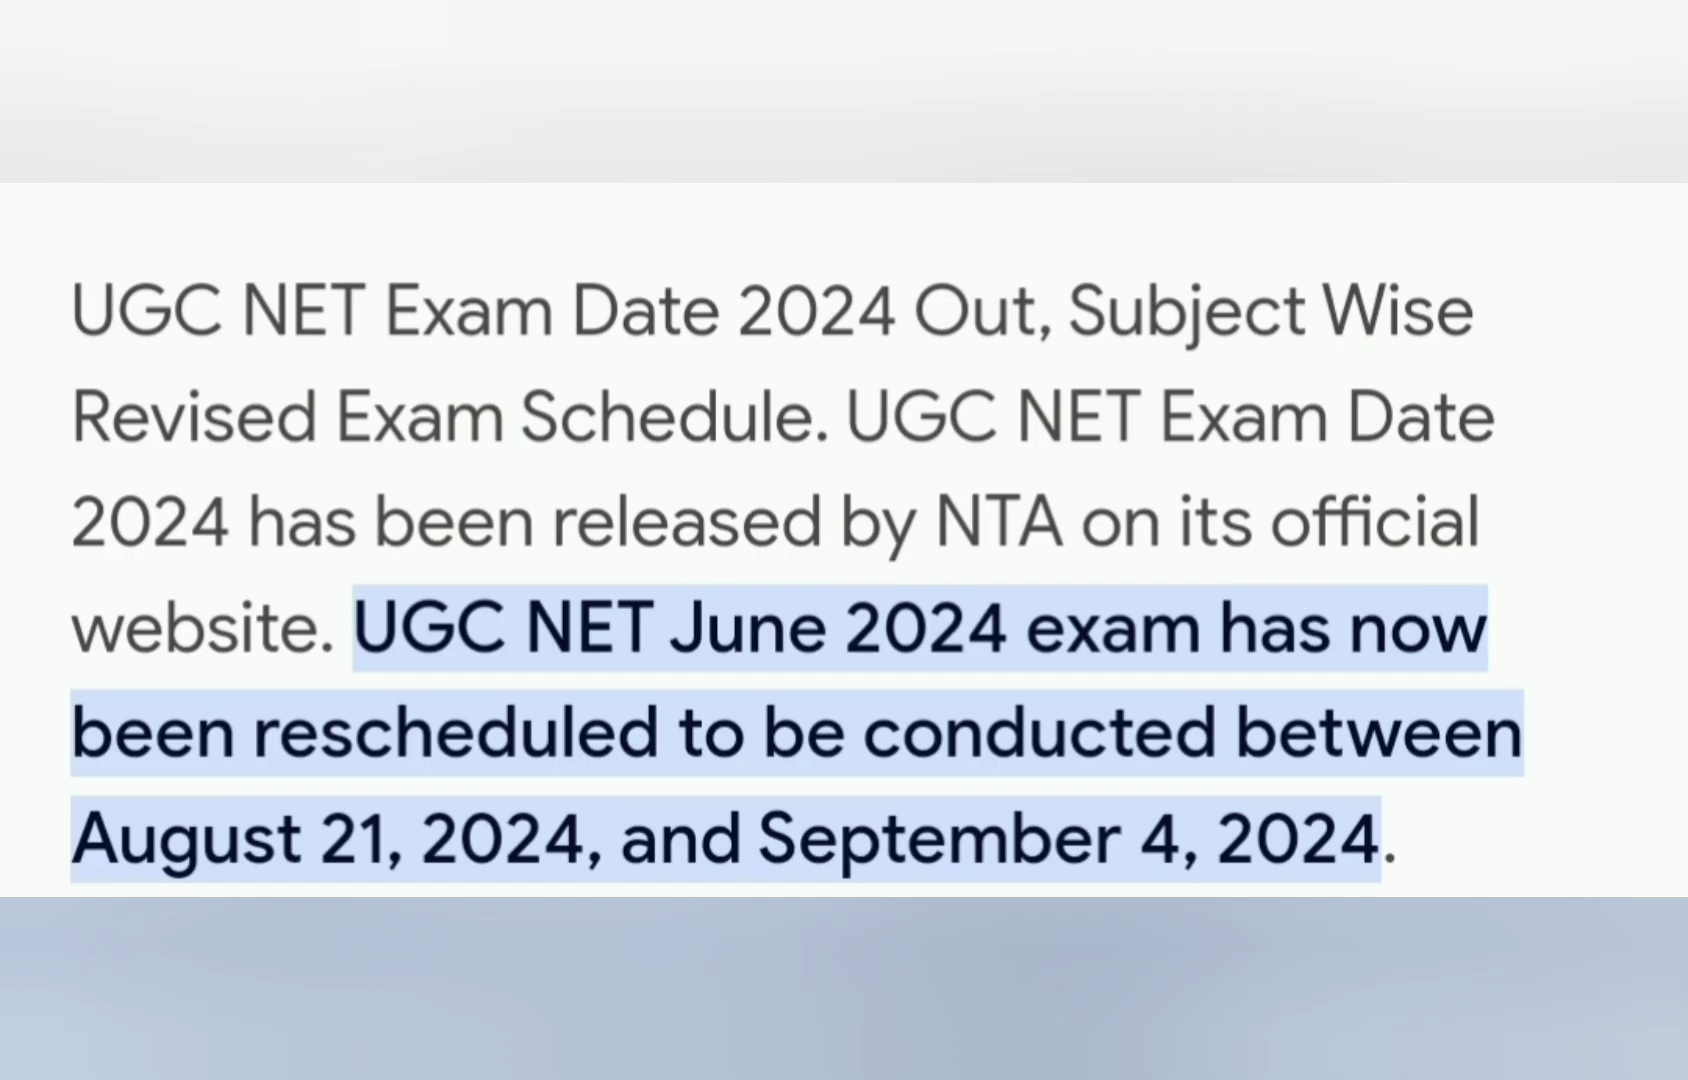 UGC NET Exam Date 2024 Out, Subject Wise
Revised Exam Schedule. UGC NET Exam Date
2024 has been released by NTA on its official
website. UGC NET June 2024 exam has now
been rescheduled to be conducted between
August 21, 2024, and September 4, 2024.